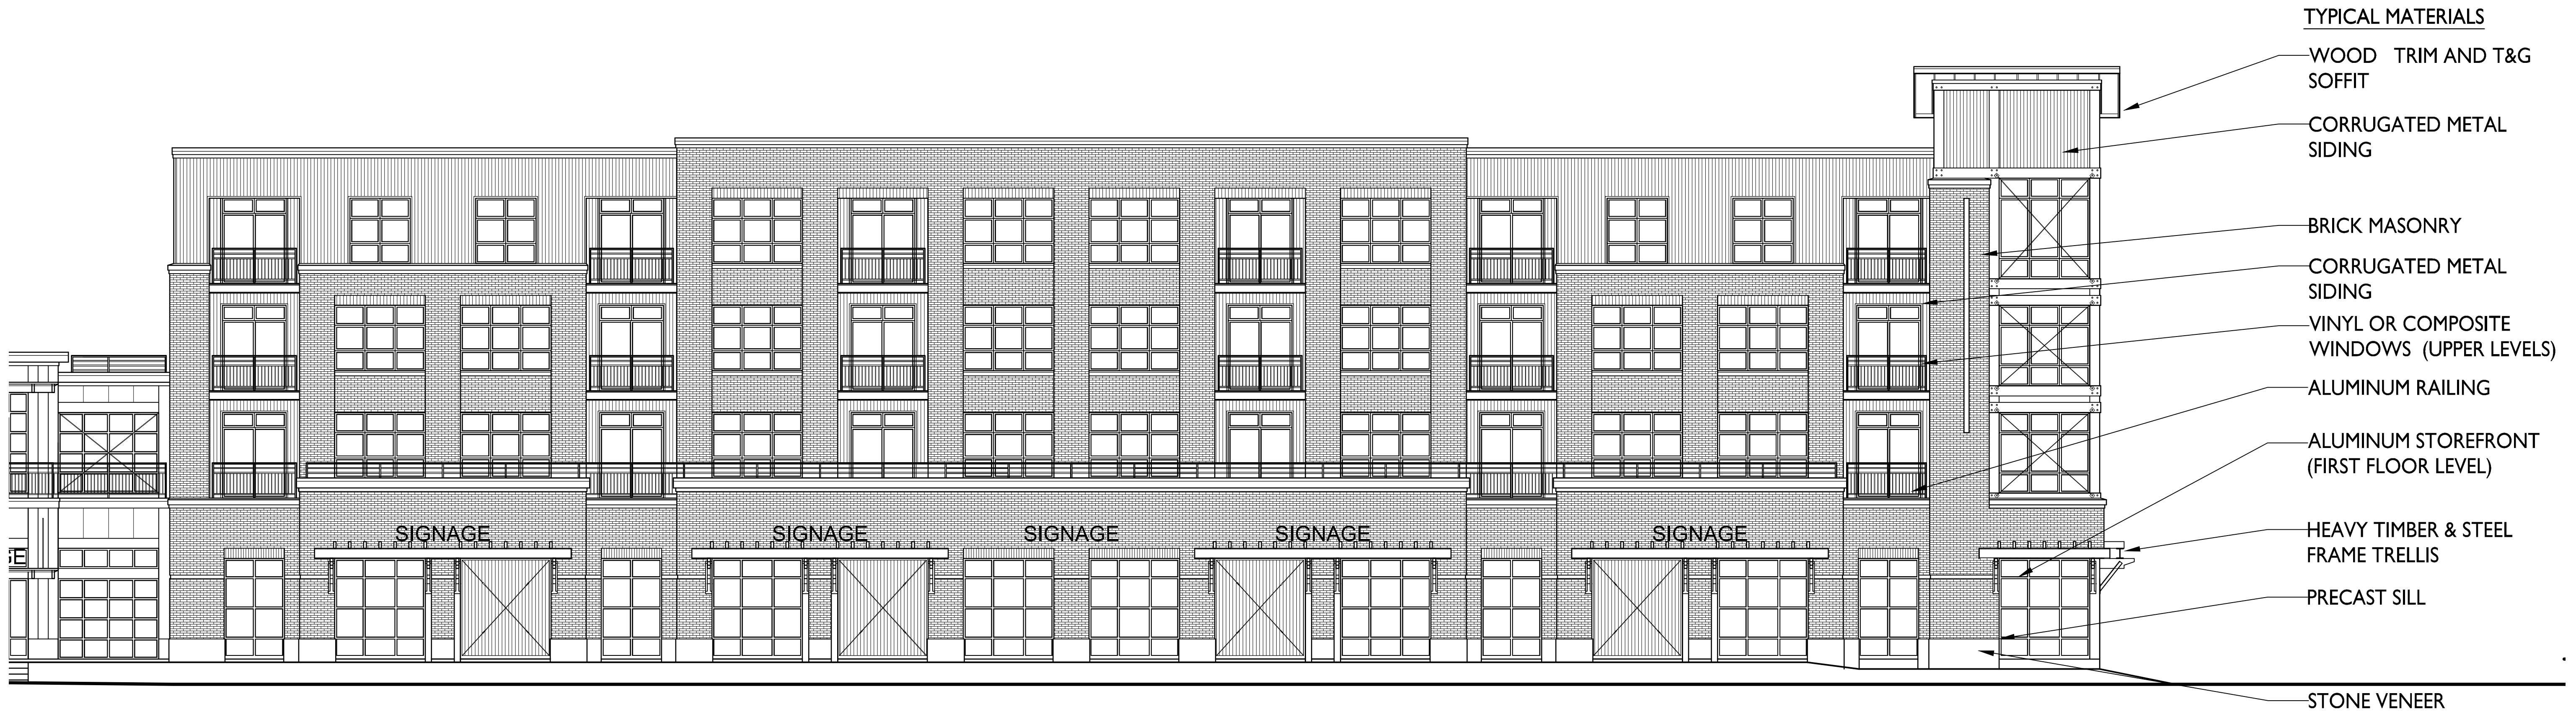 TYPICAL MATERIALS
WOOD TRIM AND T&G
SOFFIT
CORRUGATED METAL
SIDING
BRICK MASONRY
CORRUGATED METAL
SIDING
VINYL OR COMPOSITE
WINDOWS (UPPER LEVELS)
ALUMINUM RAILING
ALUMINUM STOREFRONT
(FIRST FLOOR LEVEL)
HEAVY TIMBER & STEEL
FRAME TRELLIS
PRECAST SILL
STONE VENEER
SIGNAGE
SIGNAGE
SIGNAGE
SIGNAGE
SIGNAGE
GE